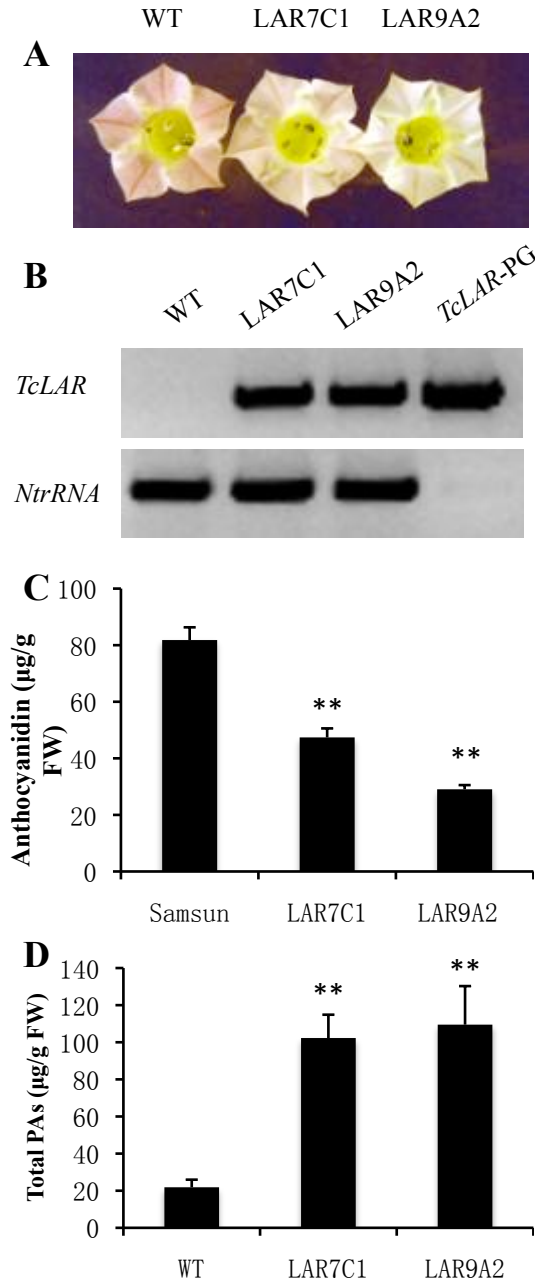 WT LAR7C1 LAR9A2
A
B
WT LAR7C1 LAR9A2 TcLAR-PG
TcLAR
NtrRNA
C
Anthocyanidin (µg/g
FW)
100
80
60
40
20
0
**
**
Samsun LAR7C1 LAR9A2
D
Total PAs (µg/g FW)
140
120
100
80
60
40
20
0
**
**
WT LAR7C1 LAR9A2